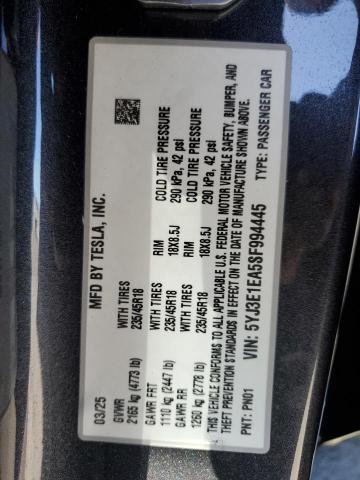 MFD BY TESLA, INC.
03/25
GVWR
2165 kg (4773 lb)
WITH TIRES
235/45R18
RIM
18X8.5J
COLD TIRE PRESSURE
290 kPa, 42 psi
GAWR FRT
1110 kg (2447 lb)
WITH TIRES
235/45R18
RIM
18X8.5J
COLD TIRE PRESSURE
290 kPa, 42 psi
GAWR RR
1260 kg (2778 lb)
THIS VEHICLE CONFORMS TO ALL APPLICABLE U.S. FEDERAL MOTOR VEHICLE SAFETY, BUMPER, AND
THEFT PREVENTION STANDARDS IN EFFECT ON THE DATE OF MANUFACTURE SHOWN ABOVE.
VIN: 5YJ3E1EA5SF994445
TYPE: PASSENGER CAR
PNT: PN01